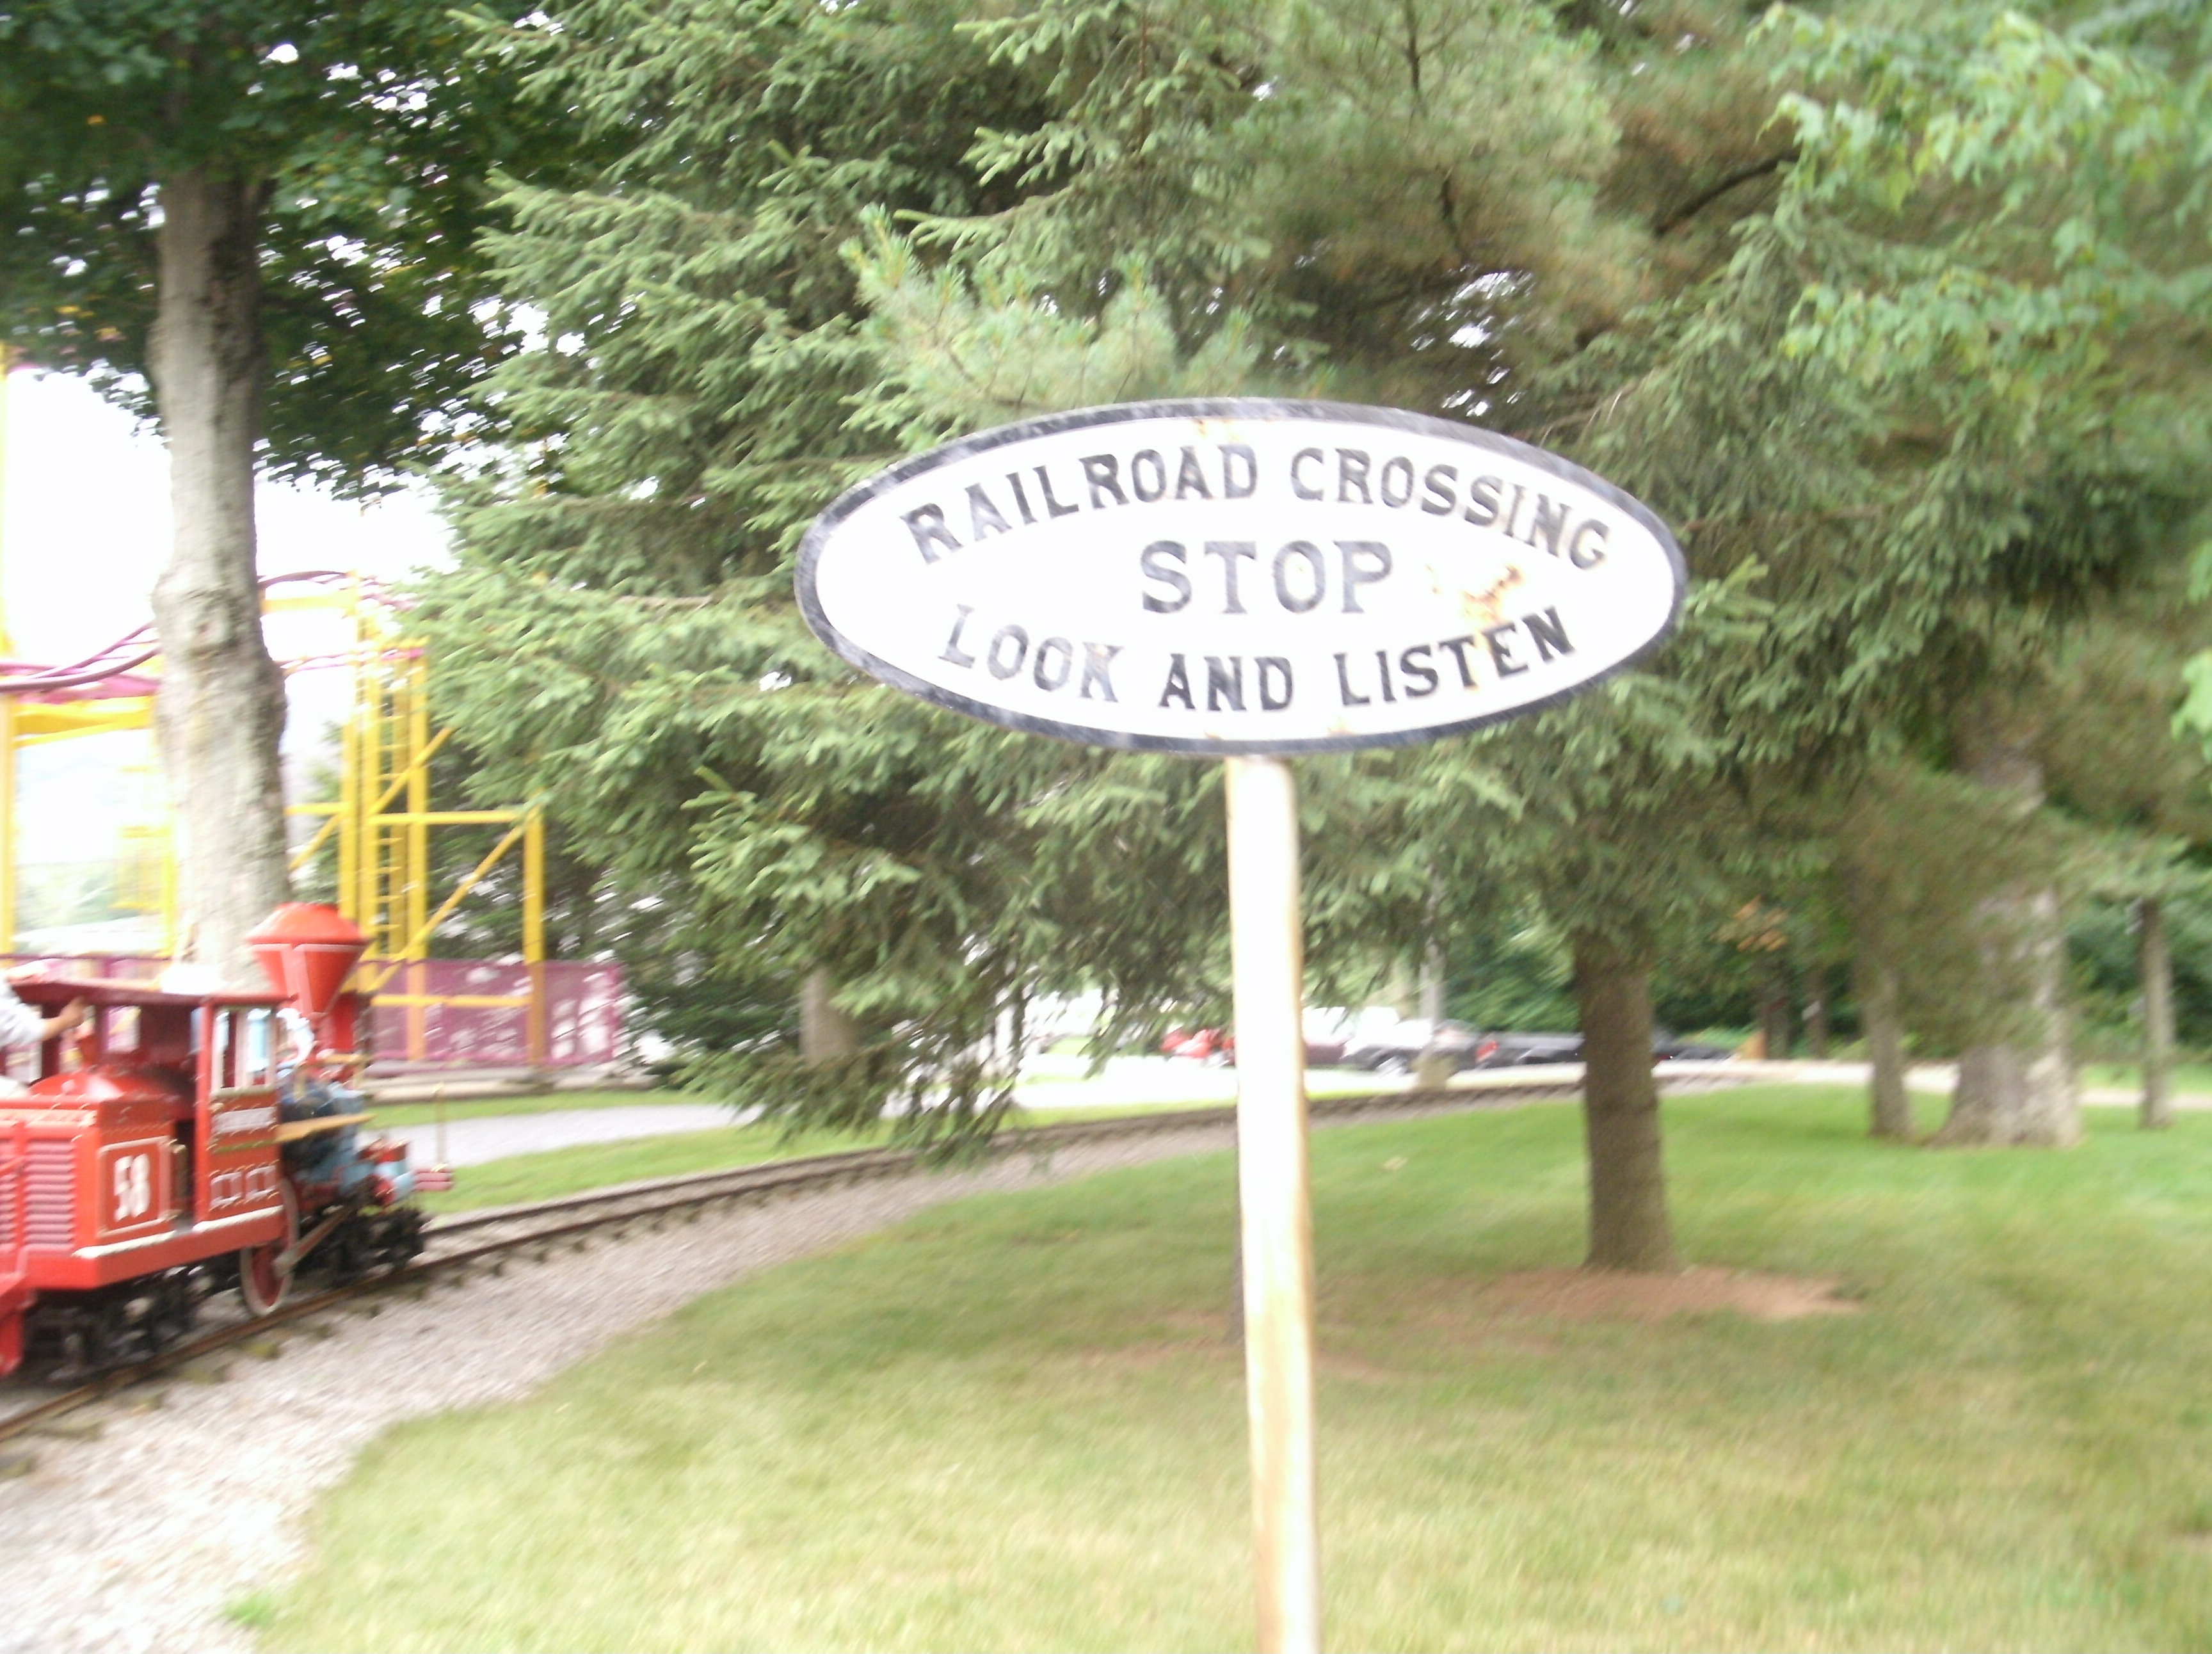 RAILROAD CROSSING
STOP
LOOK AND LISTEN
58